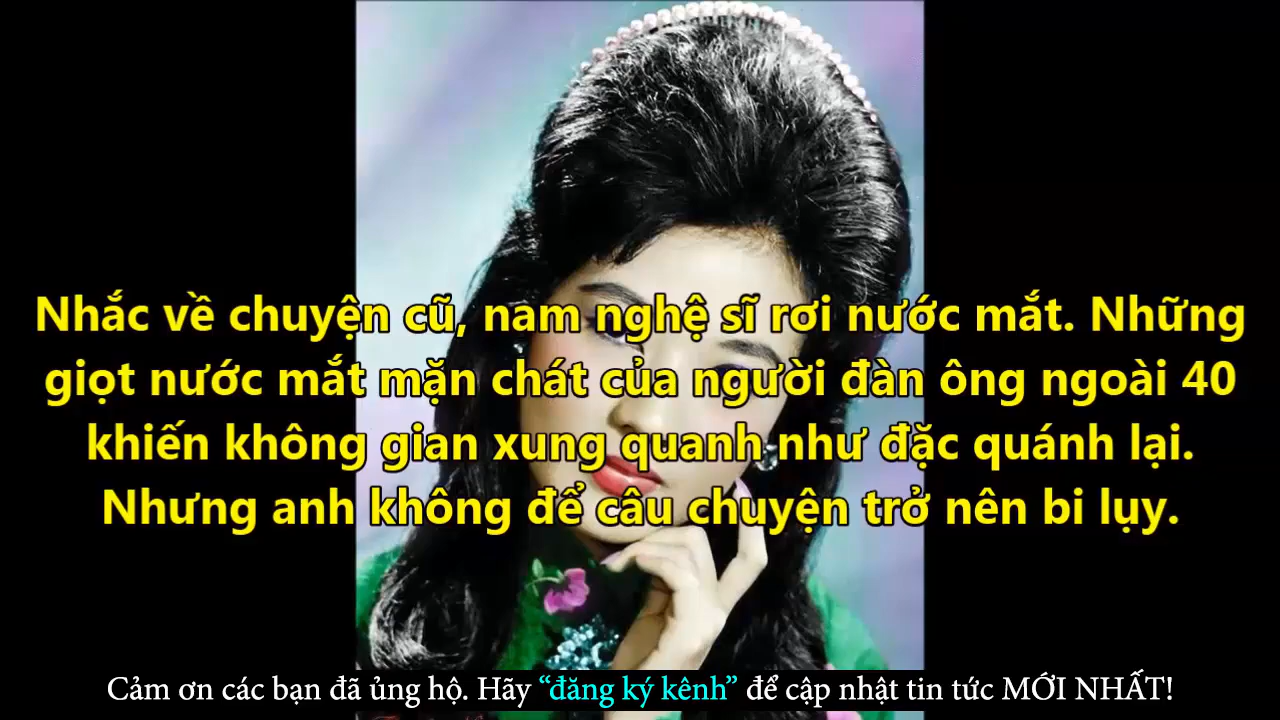 Nhắc về chuyện cũ, nam nghệ sĩ rơi nước mắt. Những
giọt nước mắt mặn chát của người đàn ông ngoài 40
khiến không gian xung quanh như đặc quánh lại.
Nhưng anh không để câu chuyện trở nên bi lụy.
Cảm ơn các bạn đã ủng hộ. Hãy “đăng ký kênh” để cập nhật tin tức MỚI NHẤT!